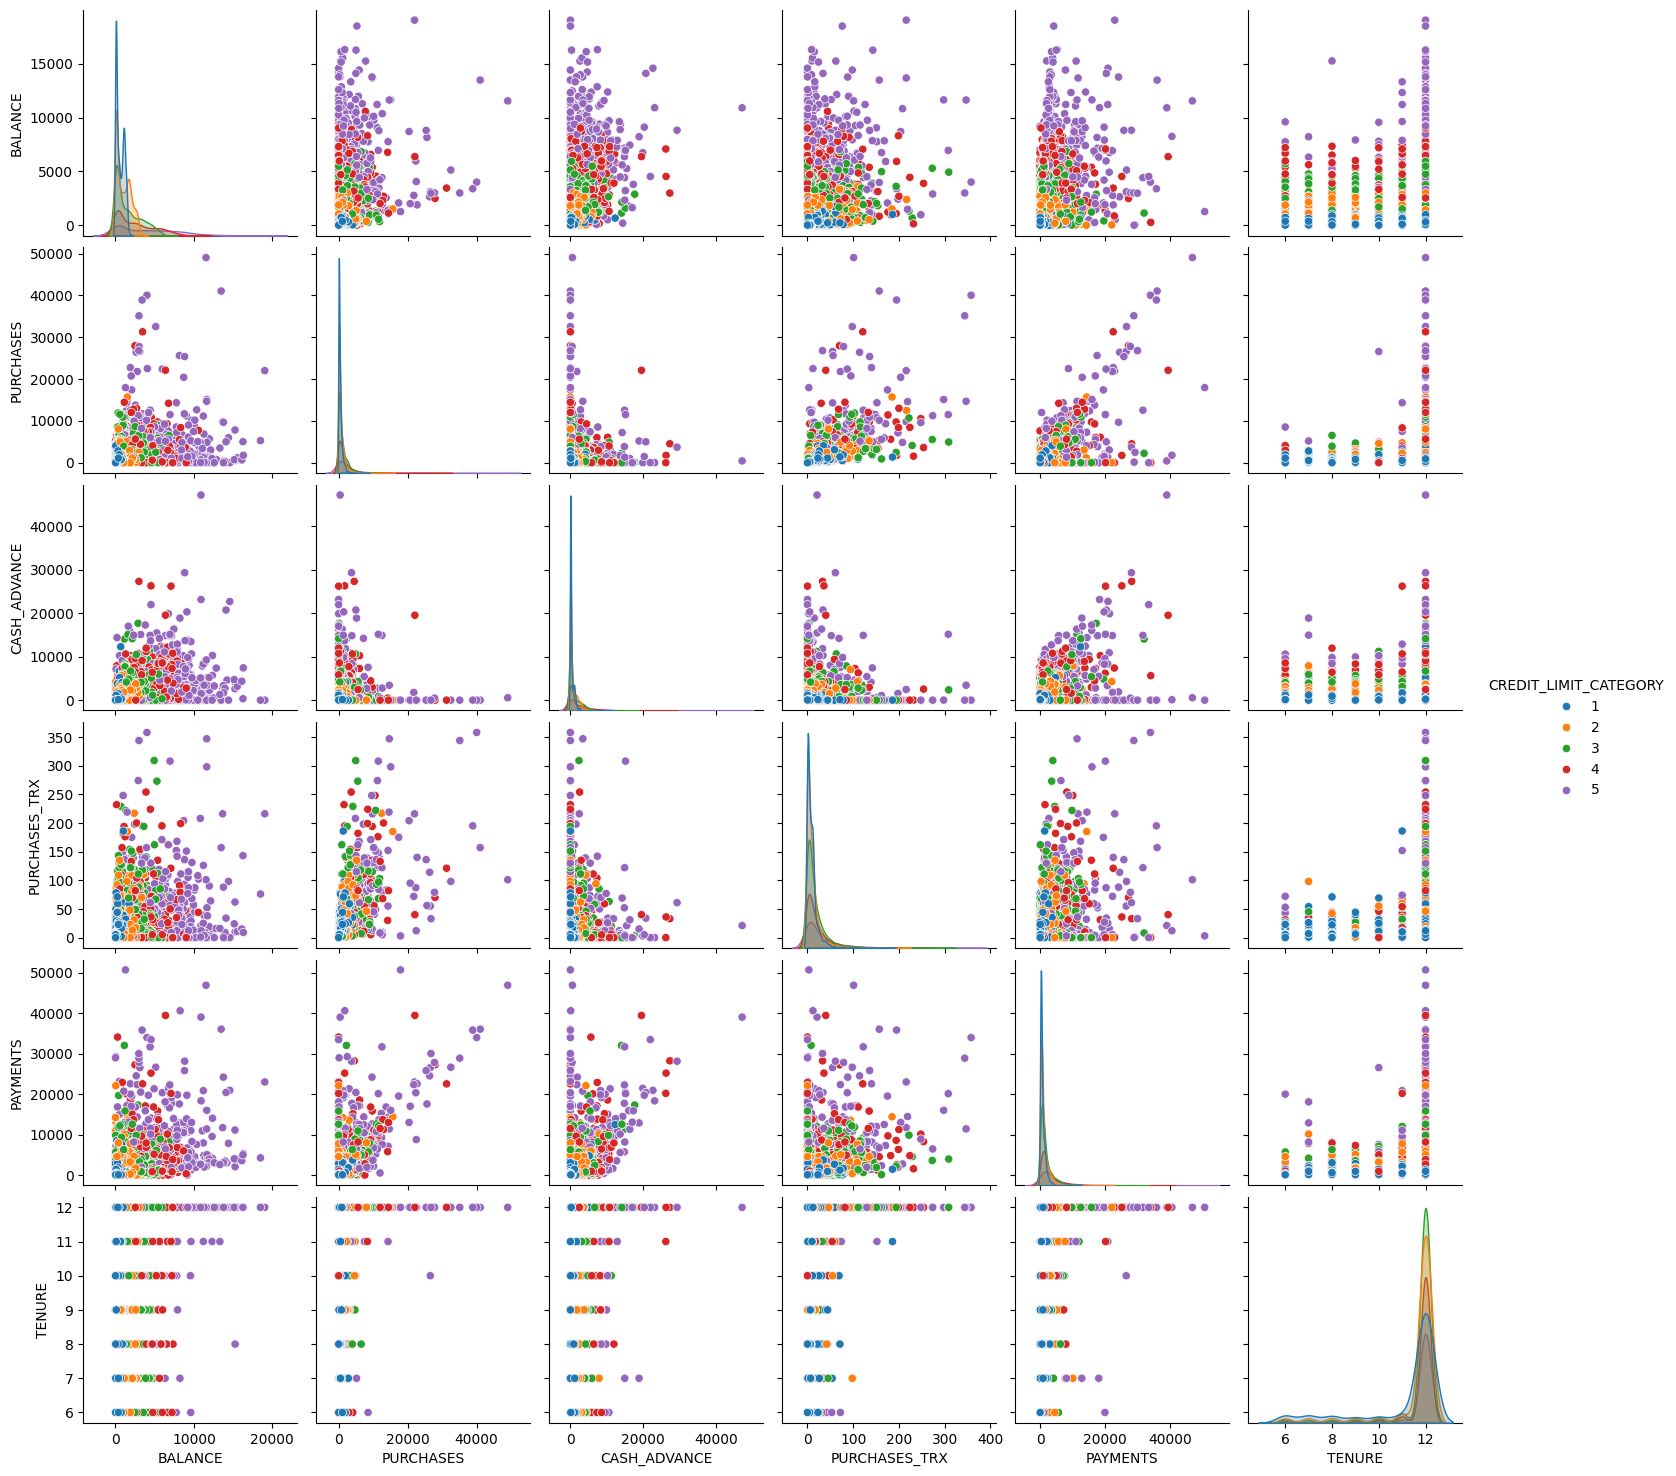 BALANCE
15000
10000
5000
0
PURCHASES
50000
40000
30000
20000
10000
0
CASH_ADVANCE
40000
30000
20000
10000
0
PURCHASES_TRX
350
300
250
200
150
100
50
0
PAYMENTS
50000
40000
30000
20000
10000
0
TENURE
12
11
10
9
8
7
6
0 10000 20000
0 20000 40000
0 20000 40000
0 100 200 300 400
0 20000 40000
6 8 10 12
BALANCE PURCHASES CASH_ADVANCE PURCHASES_TRX PAYMENTS TENURE
CREDIT_LIMIT_CATEGORY
1
2
3
4
5